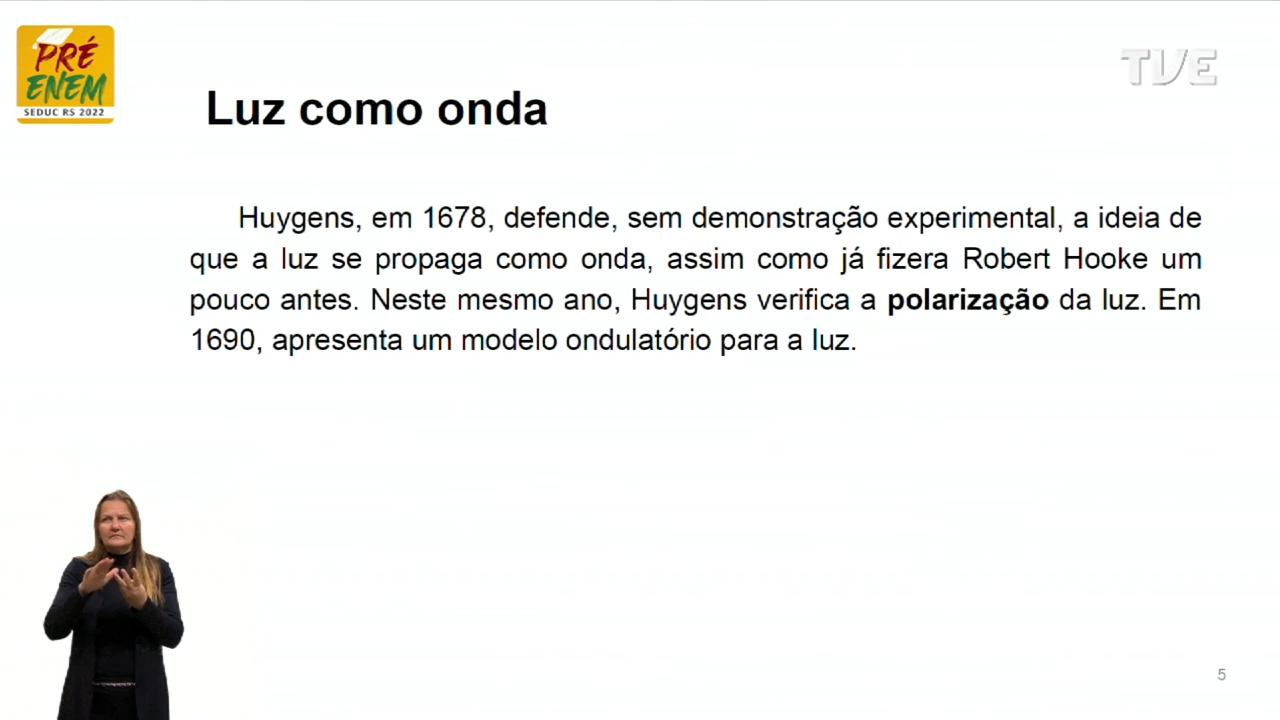 PRÉ
ENEM
SEDUC RS 2022
TVE
Luz como onda
Huygens, em 1678, defende, sem demonstração experimental, a ideia de
que a luz se propaga como onda, assim como já fizera Robert Hooke um
pouco antes. Neste mesmo ano, Huygens verifica a polarização da luz. Em
1690, apresenta um modelo ondulatório para a luz.
5